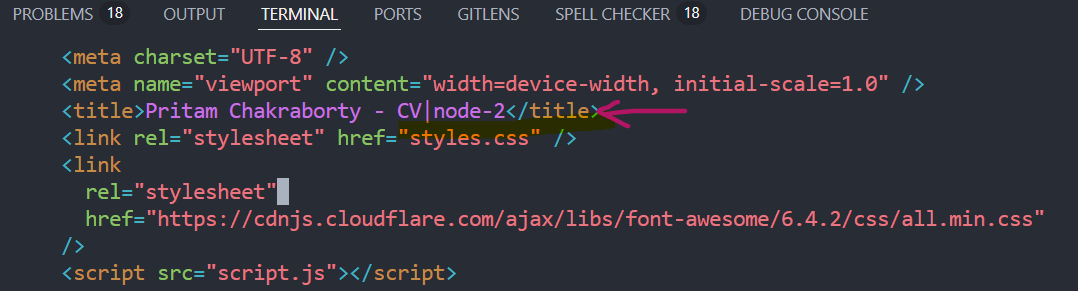 PROBLEMS 18 OUTPUT TERMINAL PORTS GITLENS SPELL CHECKER 18 DEBUG CONSOLE
<meta charset="UTF-8" />
<meta name="viewport" content="width=device-width, initial-scale=1.0" />
<title>Pritam Chakraborty - CV|node-2</title>
<link rel="stylesheet" href="styles.css" />
<link
rel="stylesheet"
href="https://cdnjs.cloudflare.com/ajax/libs/font-awesome/6.4.2/css/all.min.css"
/>
<script src="script.js"></script>